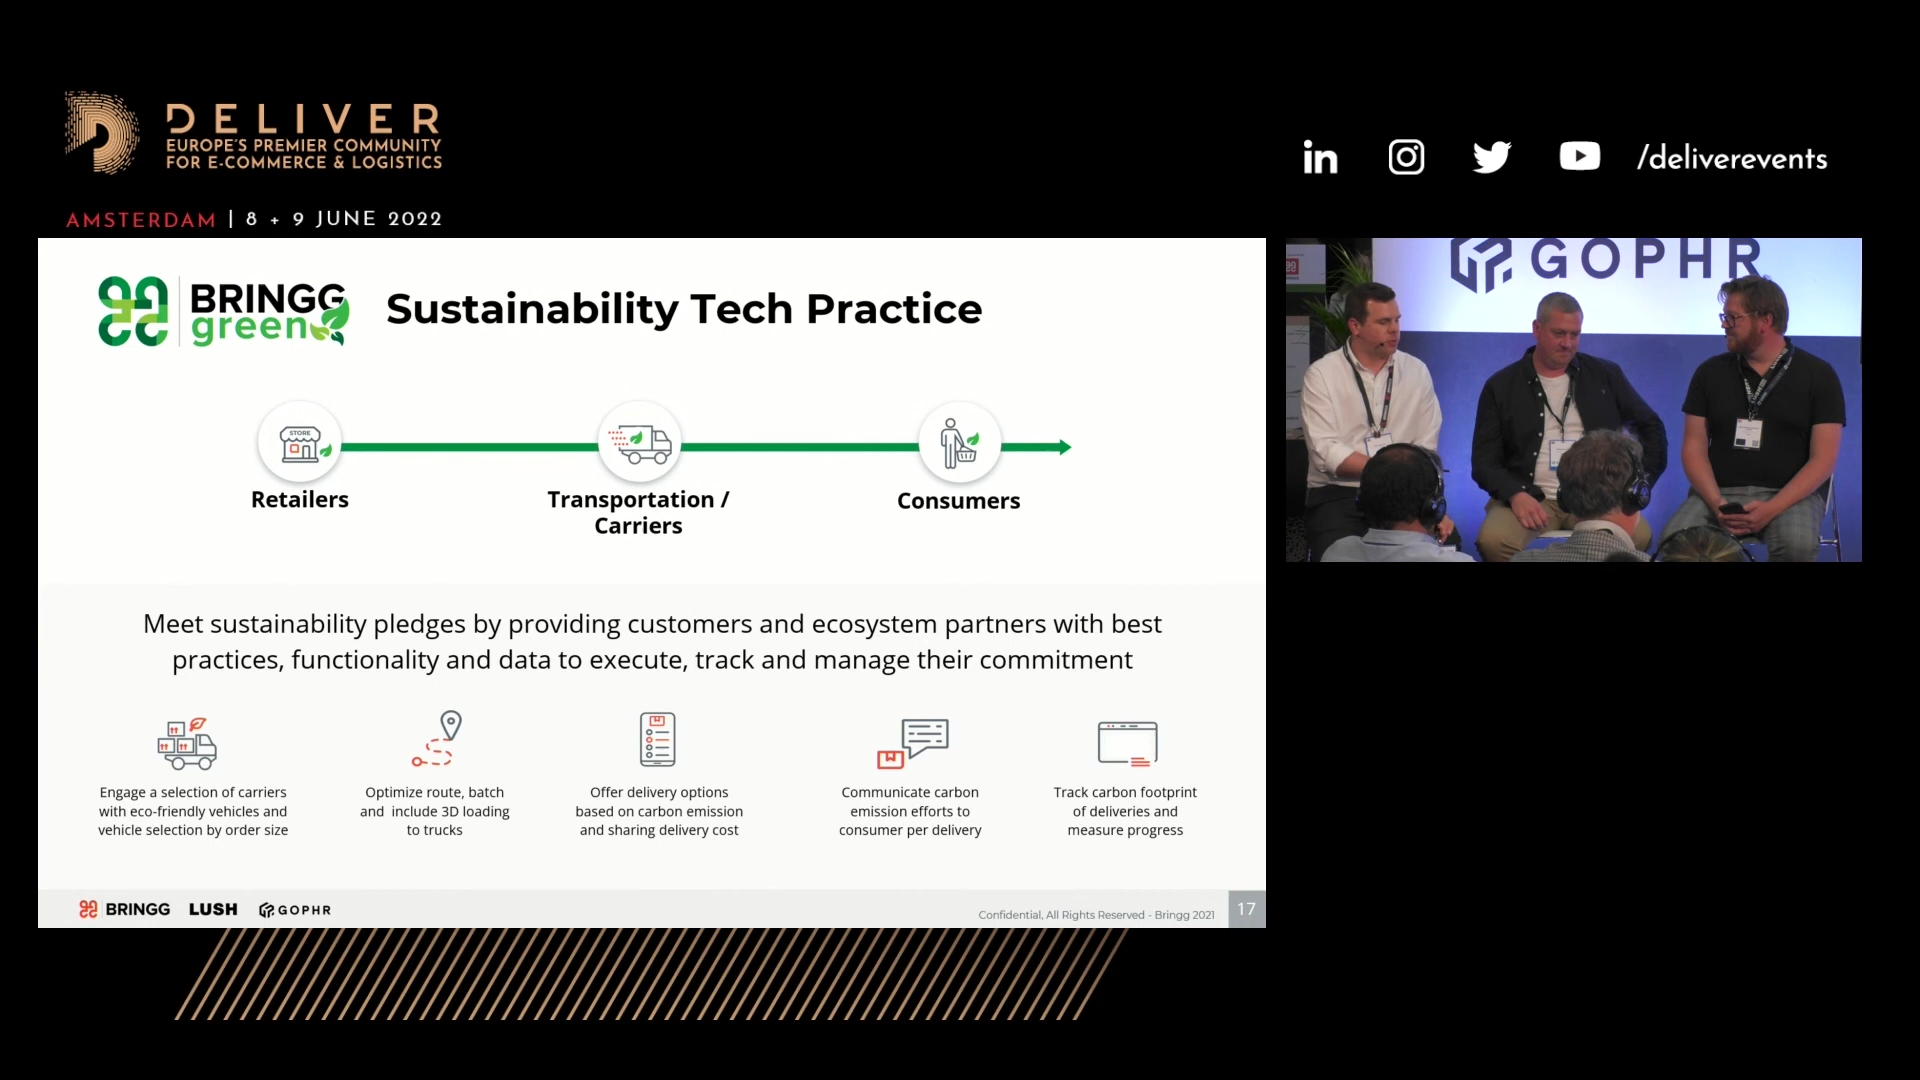 DELIVER
EUROPE'S PREMIER COMMUNITY
FOR E-COMMERCE & LOGISTICS
AMSTERDAM | 8 + 9 JUNE 2022
in
/deliverevents
BRINGG
green
Sustainability Tech Practice
STORE
Retailers
Transportation /
Carriers
Consumers
Meet sustainability pledges by providing customers and ecosystem partners with best
practices, functionality and data to execute, track and manage their commitment
Engage a selection of carriers
with eco-friendly vehicles and
vehicle selection by order size
Optimize route, batch
and include 3D loading
to trucks
Offer delivery options
based on carbon emission
and sharing delivery cost
Communicate carbon
emission efforts to
consumer per delivery
Track carbon footprint
of deliveries and
measure progress
BRINGG LUSH GOPHR
Confidential, All Rights Reserved - Bringg 2021
17
GOPHR